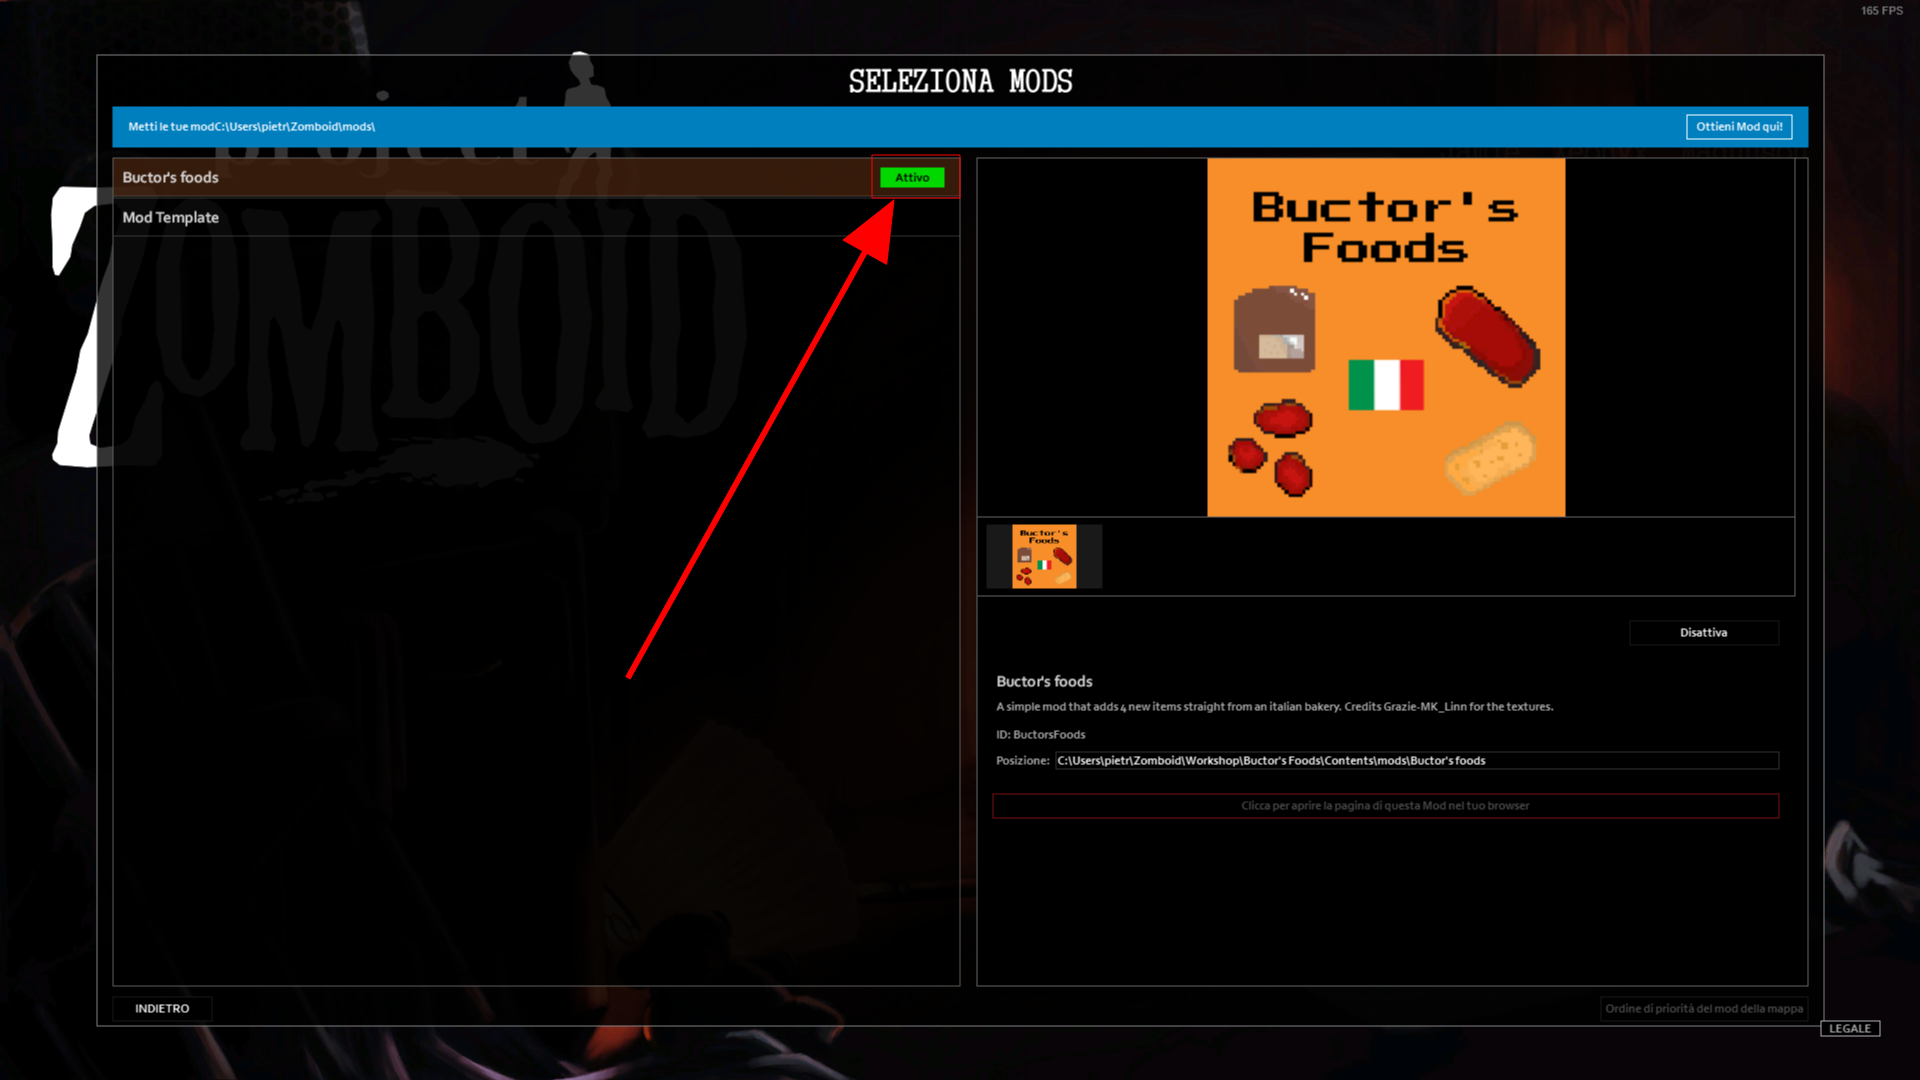 165 FPS
SELEZIONA MODS
Metti le tue modC:\Users\pietr\Zomboid\mods\
Ottieni Mod qui!
project
ZOMBOID
Buctor's foods
Attivo
Mod Template
Buctor's
Foods
Buctor's
Foods
Disattiva
Buctor's foods
A simple mod that adds 4 new items straight from an italian bakery. Credits Grazie-MK_Linn for the textures.
ID: BuctorsFoods
Posizione: C:\Users\pietr\Zomboid\Workshop\Buctor's Foods\Contents\mods\Buctor's foods
Clicca per aprire la pagina di questa Mod nel tuo browser
INDIETRO
Ordine di priorità del mod della mappa
LEGALE